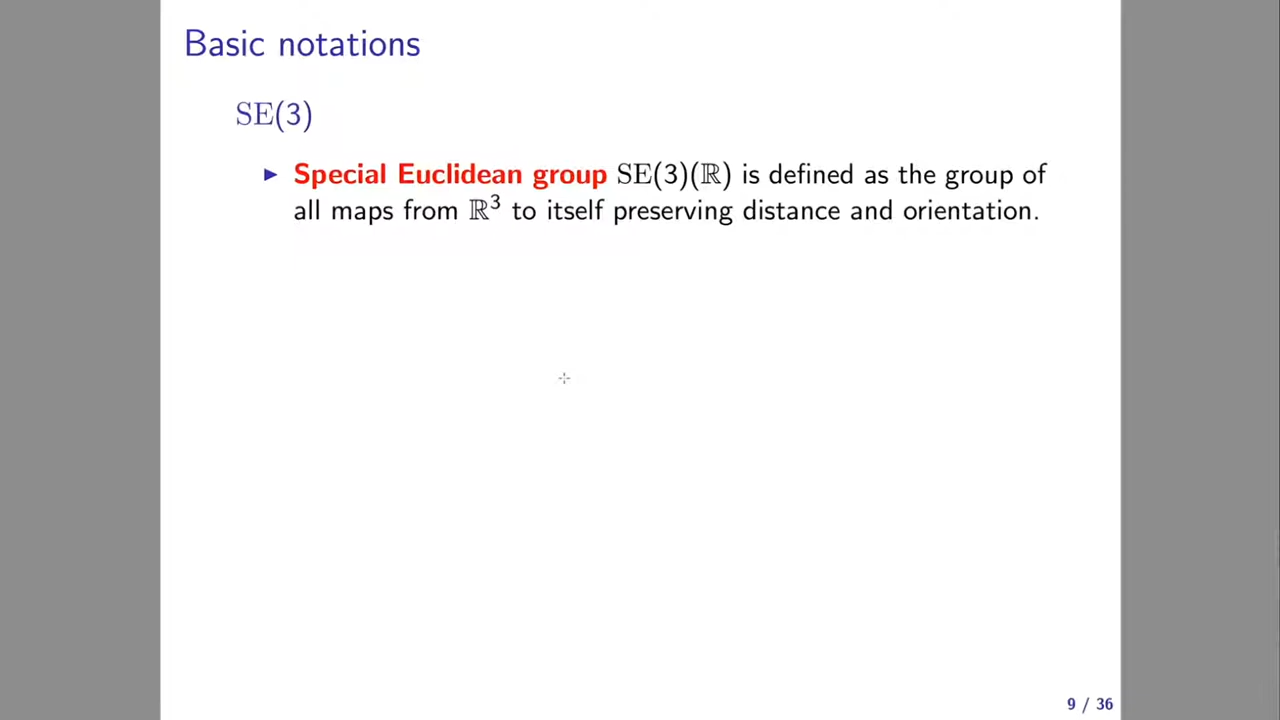 Basic notations
SE(3)
▶ Special Euclidean group SE(3)(ℝ) is defined as the group of
all maps from ℝ³ to itself preserving distance and orientation.
9 / 36